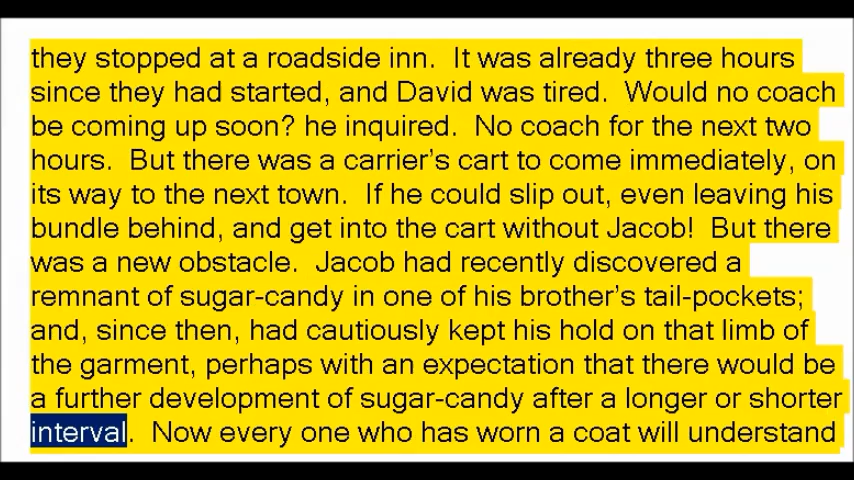 they stopped at a roadside inn.  It was already three hours
since they had started, and David was tired.  Would no coach
be coming up soon? he inquired.  No coach for the next two
hours.  But there was a carrier's cart to come immediately, on
its way to the next town.  If he could slip out, even leaving his
bundle behind, and get into the cart without Jacob!  But there
was a new obstacle.  Jacob had recently discovered a
remnant of sugar-candy in one of his brother's tail-pockets;
and, since then, had cautiously kept his hold on that limb of
the garment, perhaps with an expectation that there would be
a further development of sugar-candy after a longer or shorter
interval.  Now every one who has worn a coat will understand